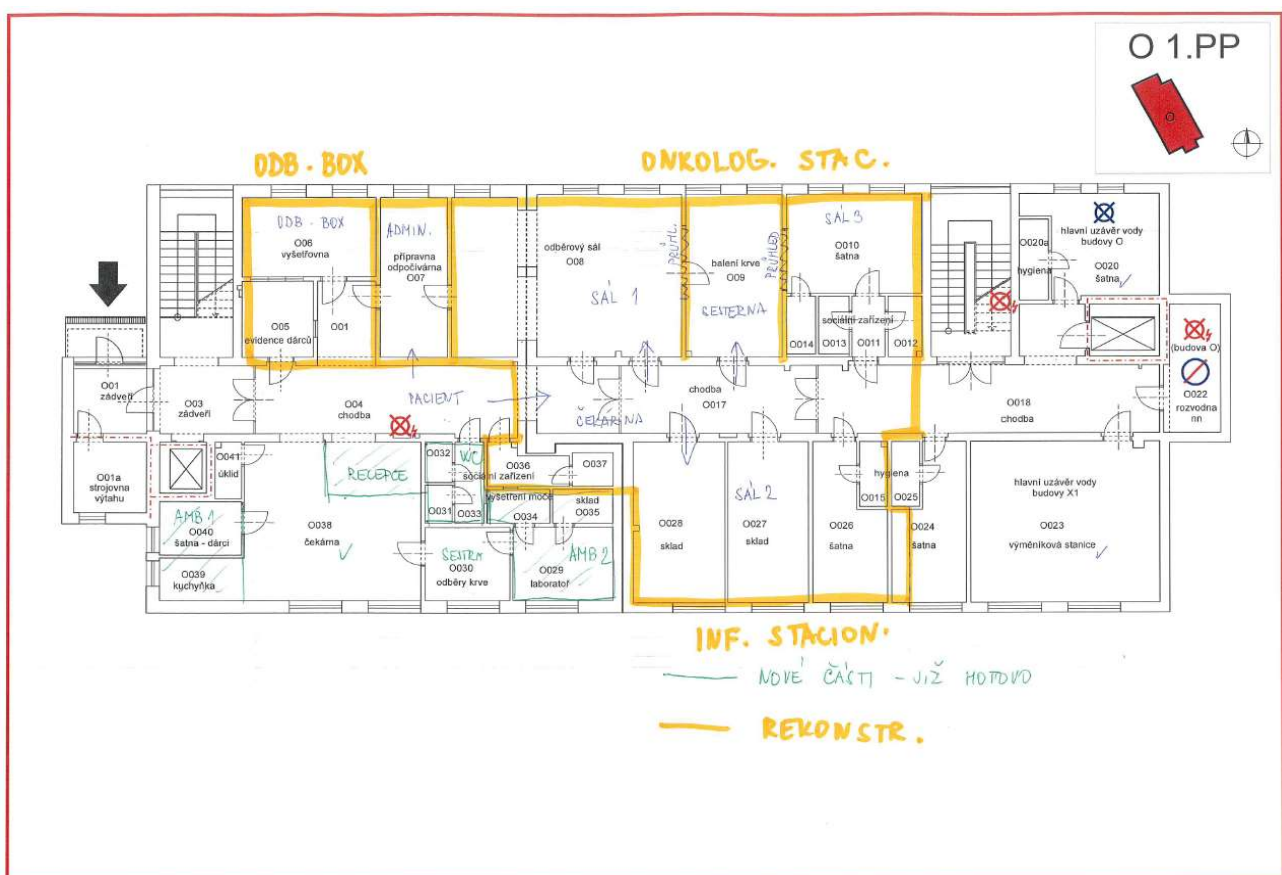 O 1.PP
O
ODB. BOX
ONKOLOG. STAC.
ODB. BOX
O06
vyšetřovna
ADMIN.
přípravna
odpočívárna
O07
odběrový sál
O08
SÁL 1
PRŮHL.
balení krve
O09
SESTERNA
PRŮHLED
SÁL 3
O010
šatna
O020a
hygiena
hlavní uzávěr vody
budovy O
O020
šatna
O05
evidence dárců
O01
sociální zařízení
O014
O013
O011
O012
(budova O)
O022
rozvodna
nn
O01
zádveří
O03
zádveří
O04
chodba
PACIENT
ČEKÁRNA
chodba
O017
O018
chodba
O01a
strojovna
výtahu
O041
úklid
RECEPCE
O032
WC
O036
sociální zařízení
O037
O031
O033
vyšetření moče
O034
sklad
O035
AMB 1
O040
šatna - dárci
O038
čekárna
O039
kuchyňka
SESTRA
O030
odběry krve
AMB 2
O029
laboratoř
O028
sklad
SÁL 2
O027
sklad
O026
šatna
hygiena
O015
O025
O024
šatna
hlavní uzávěr vody
budovy X1
O023
výměníková stanice
INF. STACION.
NOVÉ ČÁSTI - JIŽ HOTOVO
REKONSTR.